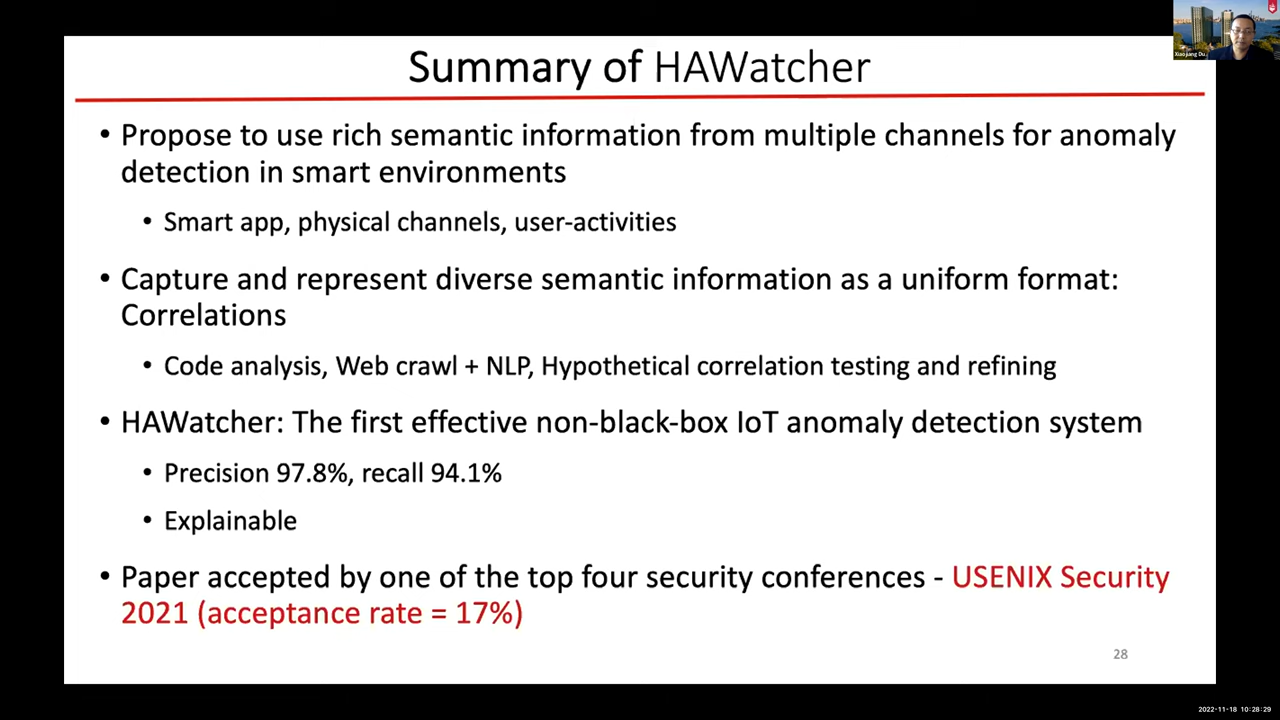 Xiaojiang Du
Summary of HAWatcher
• Propose to use rich semantic information from multiple channels for anomaly
detection in smart environments
• Smart app, physical channels, user-activities
• Capture and represent diverse semantic information as a uniform format:
Correlations
• Code analysis, Web crawl + NLP, Hypothetical correlation testing and refining
• HAWatcher: The first effective non-black-box IoT anomaly detection system
• Precision 97.8%, recall 94.1%
• Explainable
• Paper accepted by one of the top four security conferences - USENIX Security
2021 (acceptance rate = 17%)
28
2022-11-18 10:28:29